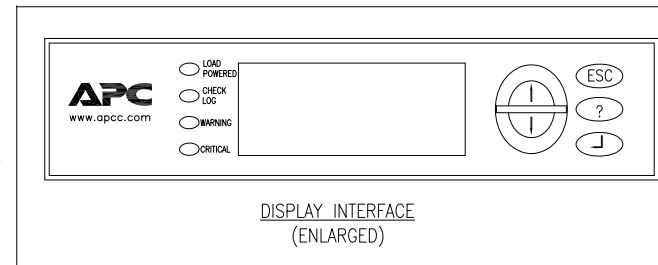 APC
www.apcc.com
LOAD
POWERED
CHECK
LOG
WARNING
CRITICAL
ESC
?
DISPLAY INTERFACE
(ENLARGED)